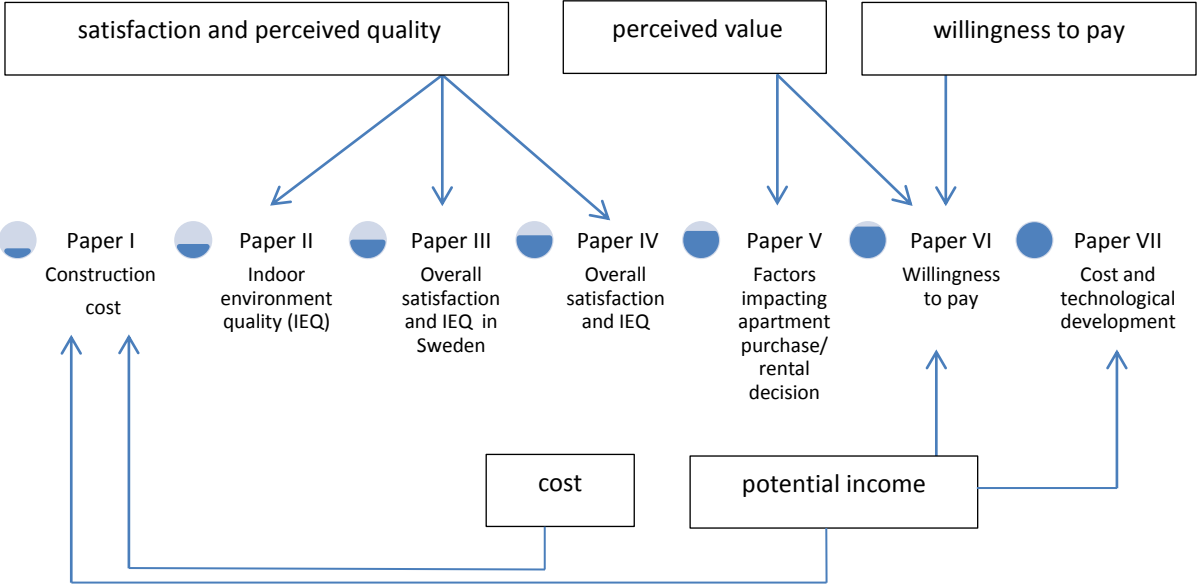 satisfaction and perceived quality
perceived value
willingness to pay
Paper I
Construction
cost
Paper II
Indoor
environment
quality (IEQ)
Paper III
Overall
satisfaction
and IEQ in
Sweden
Paper IV
Overall
satisfaction
and IEQ
Paper V
Factors
impacting
apartment
purchase/
rental
decision
Paper VI
Willingness
to pay
Paper VII
Cost and
technological
development
cost
potential income